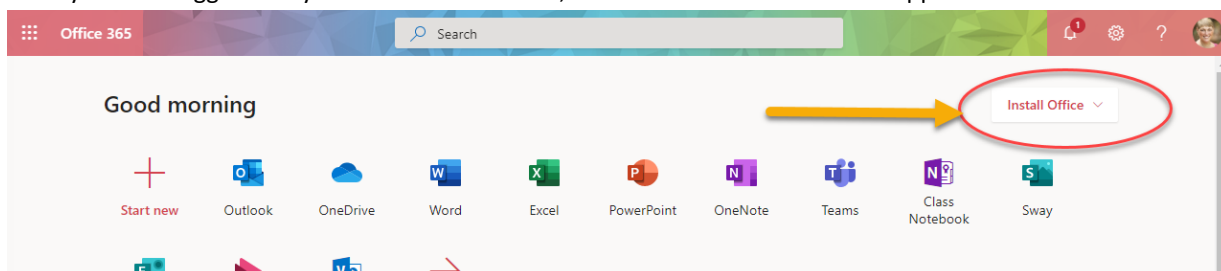 Office 365
Search
1
?
Good morning
Install Office
Start new
Outlook
OneDrive
Word
Excel
PowerPoint
OneNote
Teams
Class
Notebook
Sway